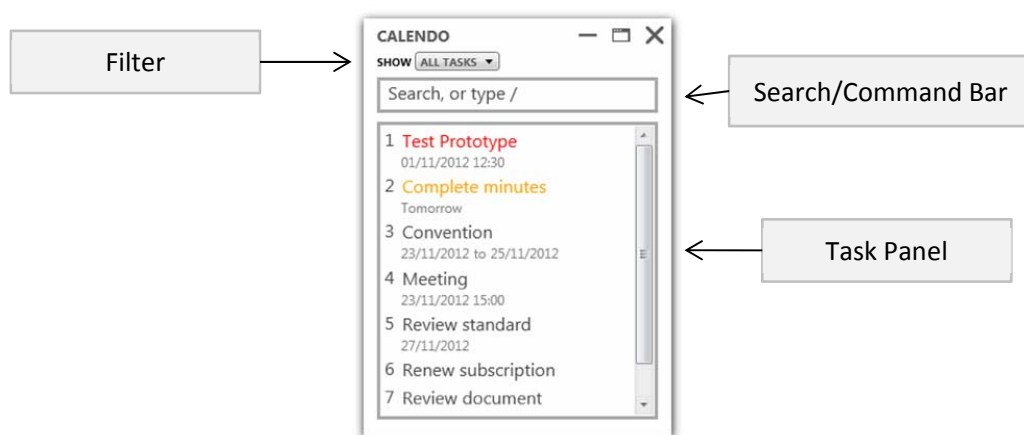 CALENDO
Filter
SHOW ALL TASKS
Search, or type /
Search/Command Bar
1 Test Prototype
01/11/2012 12:30
2 Complete minutes
Tomorrow
3 Convention
23/11/2012 to 25/11/2012
Task Panel
4 Meeting
23/11/2012 15:00
5 Review standard
27/11/2012
6 Renew subscription
7 Review document